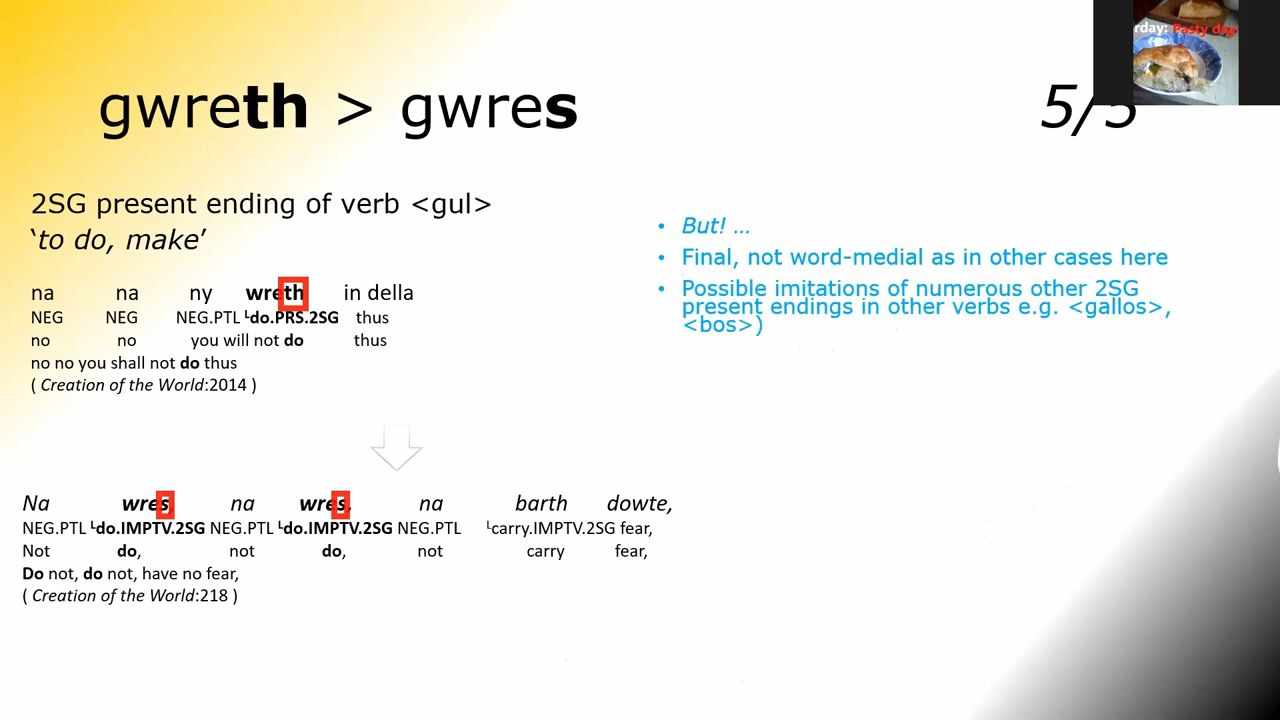 gwreth > gwres
5/5
2SG present ending of verb <gul>
‘to do, make’
na na ny wreth in della
NEG NEG NEG.PTL ᴸdo.PRS.2SG thus
no no you will not do thus
no no you shall not do thus
( Creation of the World:2014 )
Na wres, na wres, na barth dowte,
NEG.PTL ᴸdo.IMPTV.2SG NEG.PTL ᴸdo.IMPTV.2SG NEG.PTL ᴸcarry.IMPTV.2SG fear,
Not do, not do, not carry fear,
Do not, do not, have no fear,
( Creation of the World:218 )
• But! ...
• Final, not word-medial as in other cases here
• Possible imitations of numerous other 2SG
present endings in other verbs e.g. <gallos>,
<bos>)
rday: Pasty day